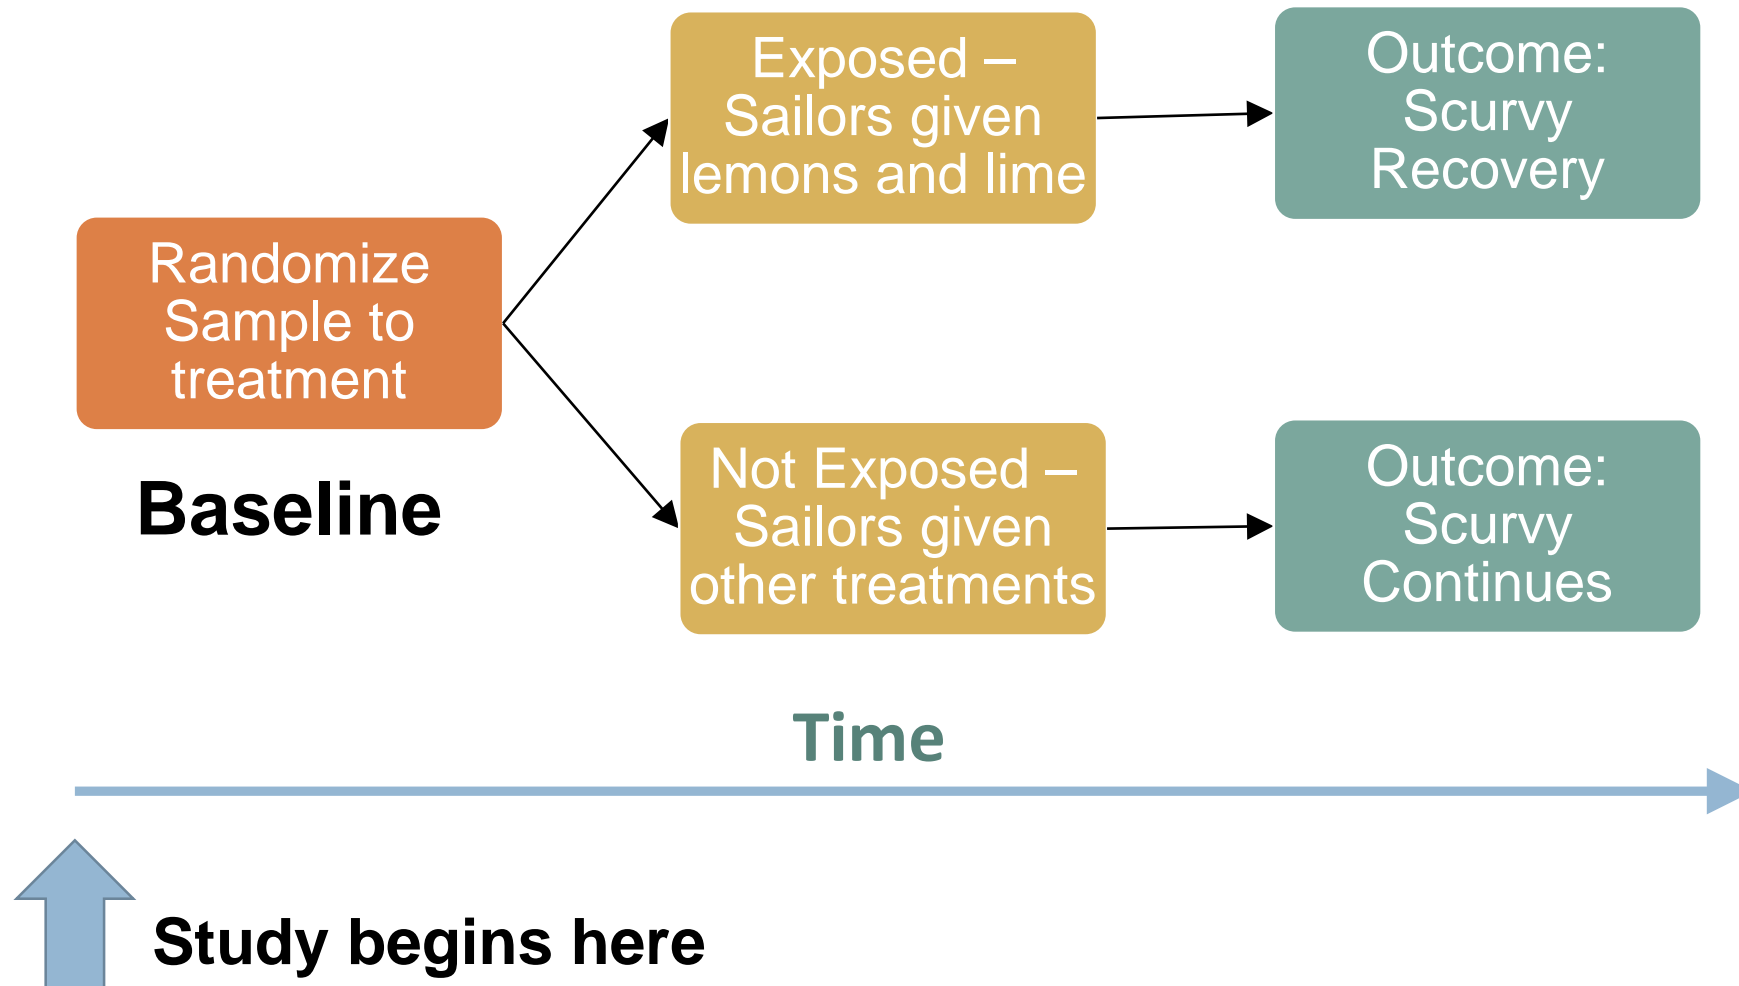 Exposed –
Sailors given
lemons and lime
Outcome:
Scurvy
Recovery
Randomize
Sample to
treatment
Baseline
Not Exposed –
Sailors given
other treatments
Outcome:
Scurvy
Continues
Time
Study begins here